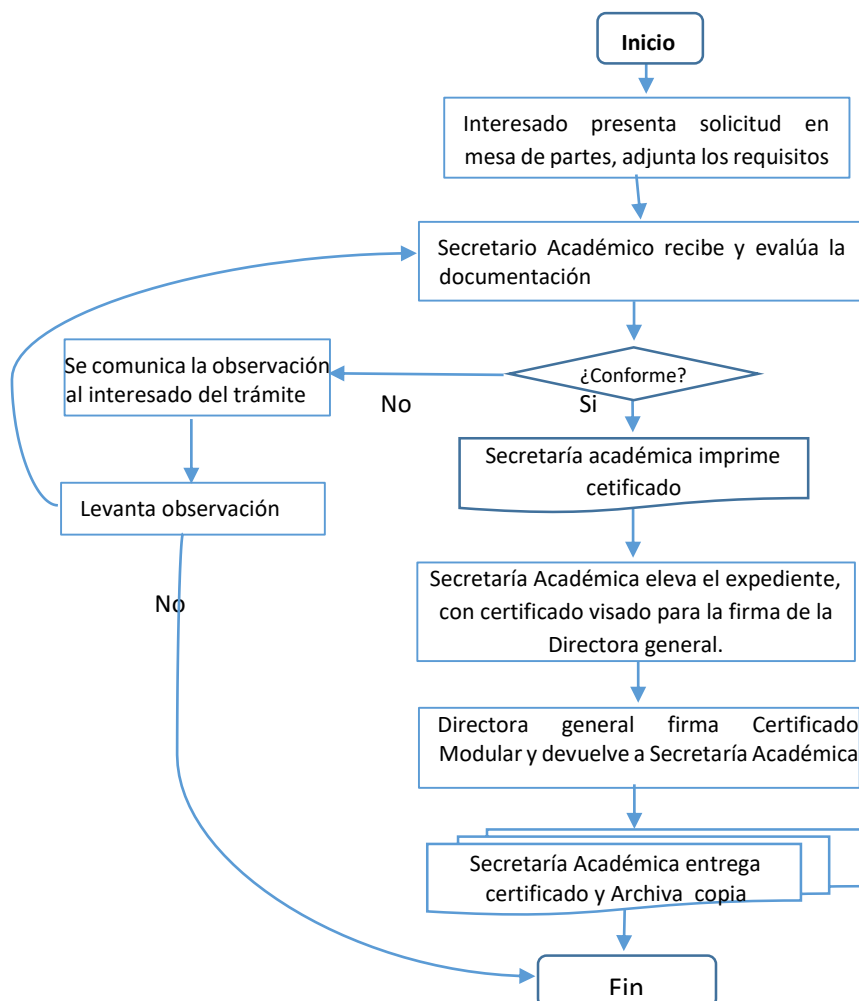 Inicio
Interesado presenta solicitud en
mesa de partes, adjunta los requisitos
Secretario Académico recibe y evalúa la
documentación
Se comunica la observación
al interesado del trámite
¿Conforme?
No
Si
Secretaría académica imprime
cetificado
Levanta observación
Secretaría Académica eleva el expediente,
con certificado visado para la firma de la
Directora general.
No
Directora general firma Certificado
Modular y devuelve a Secretaría Académica
Secretaría Académica entrega
certificado y Archiva copia
Fin